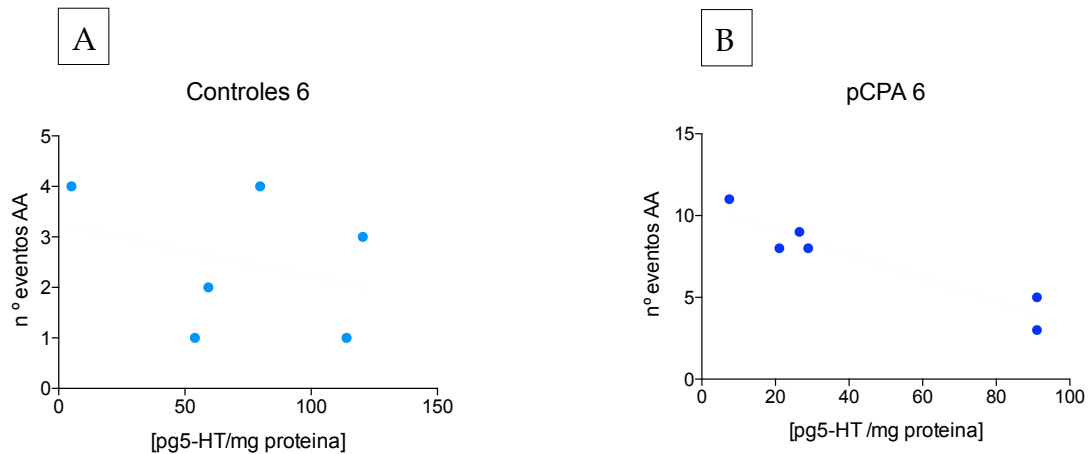 A
Controles 6
5
4
3
2
1
0
nº eventos AA
0
50
100
150
[pg5-HT/mg proteina]
B
pCPA 6
15
10
5
0
nº eventos AA
0
20
40
60
80
100
[pg5-HT /mg proteina]